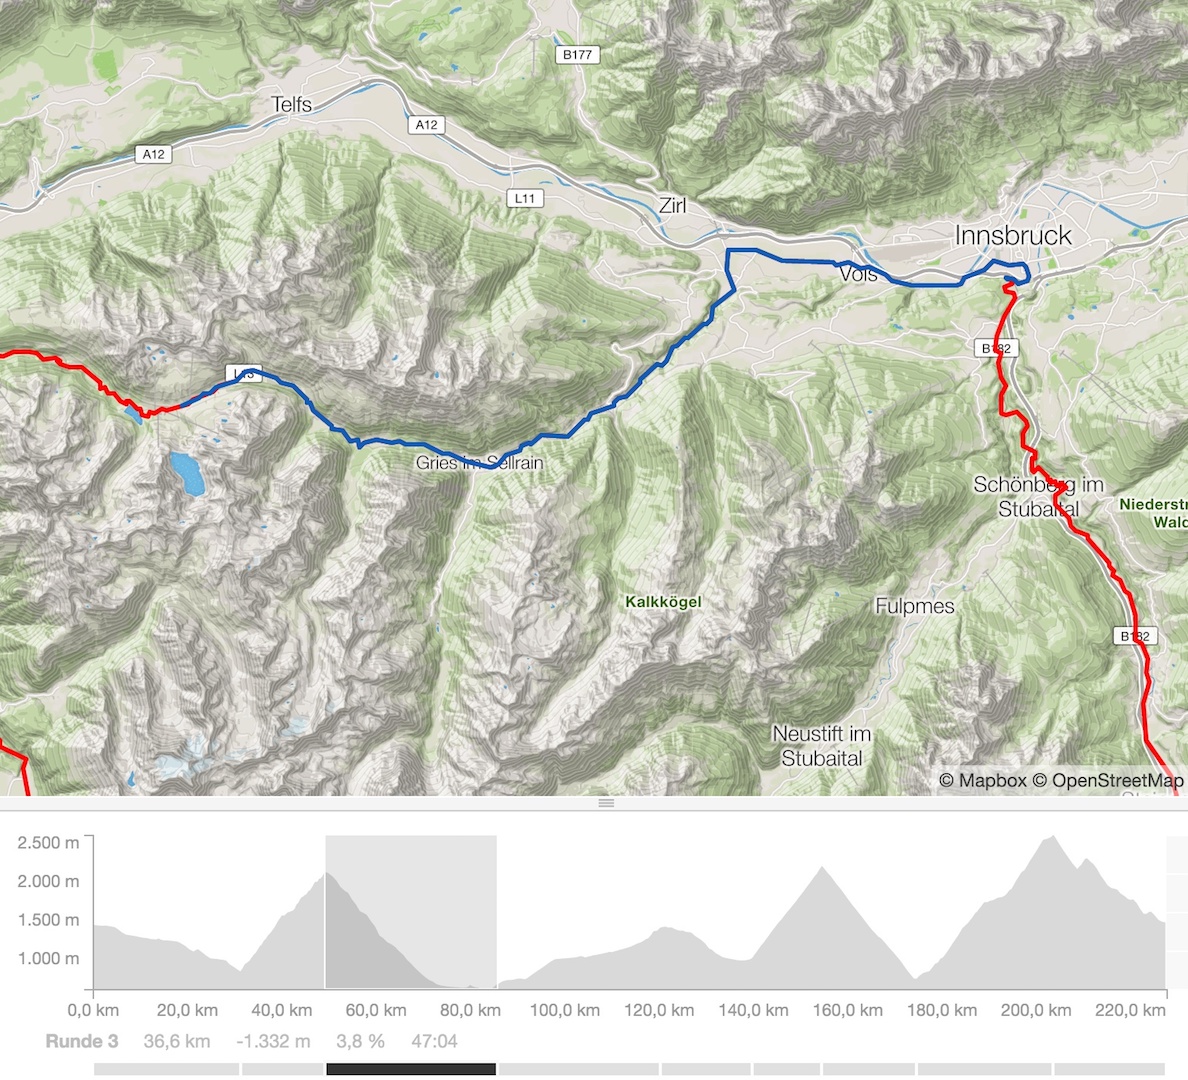 B177
Telfs
A12
A12
L11
Zirl
Innsbruck
Völs
B182
L13
Gries im Sellrain
Schönberg im
Stubaital
Niederstr
Wald
Kalkkögel
Fulpmes
B182
Neustift im
Stubaital
© Mapbox © OpenStreetMap
2.500 m
2.000 m
1.500 m
1.000 m
0,0 km 20,0 km 40,0 km 60,0 km 80,0 km 100,0 km 120,0 km 140,0 km 160,0 km 180,0 km 200,0 km 220,0 km
Runde 3 36,6 km -1.332 m 3,8 % 47:04